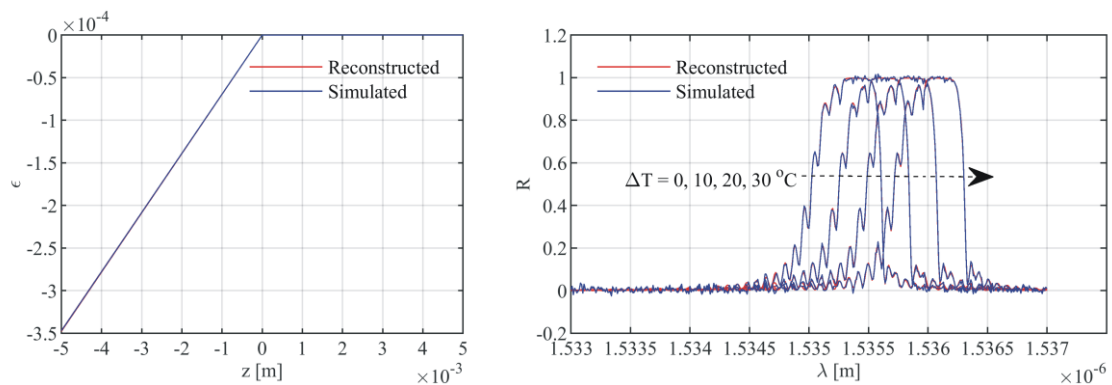 ×10⁻⁴
0
-0.5
-1
-1.5
-2
-2.5
-3
-3.5
ϵ
Reconstructed
Simulated
-5 -4 -3 -2 -1 0 1 2 3 4 5
z [m]
×10⁻³
1.2
1
0.8
0.6
0.4
0.2
0
-0.2
R
Reconstructed
Simulated
ΔT = 0, 10, 20, 30 °C
1.533 1.5335 1.534 1.5345 1.535 1.5355 1.536 1.5365 1.537
λ [m]
×10⁻⁶